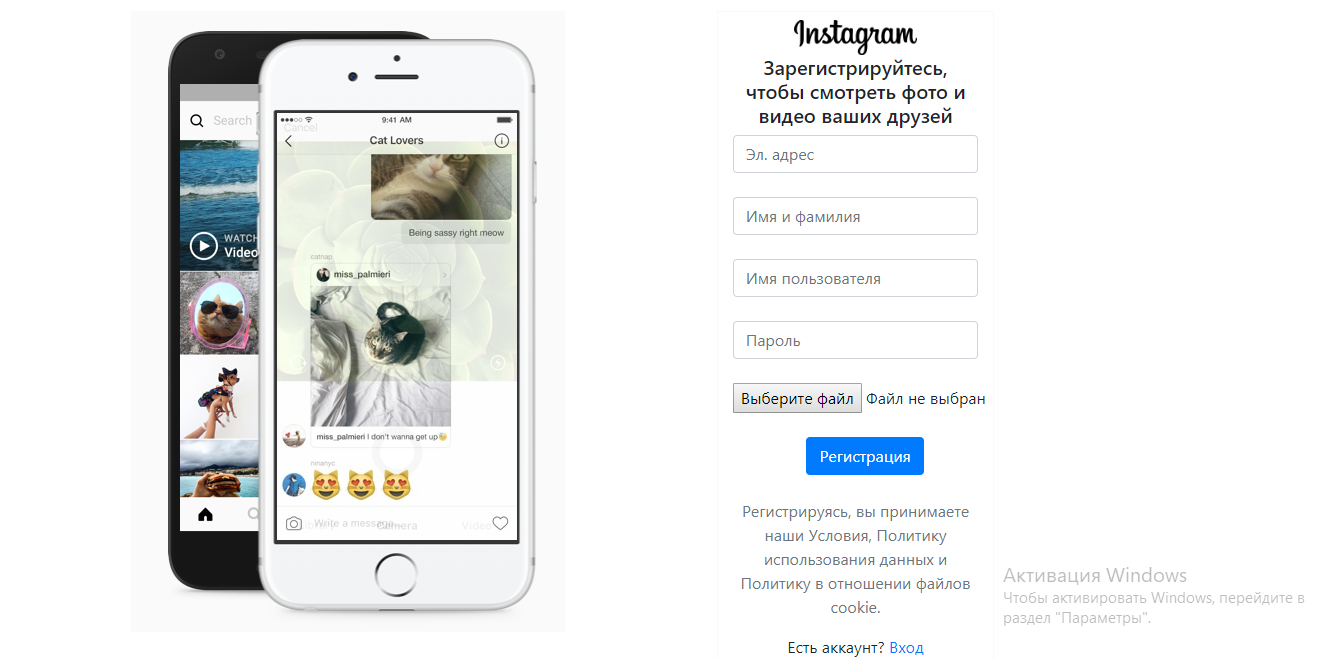 Search
WATCH
Video
9:41 AM
Cancel
Cat Lovers
Being sassy right meow
catnap
miss_palmieri
miss_palmieri I don't wanna get up
ninanyc
Write a message...
Camera
Video
Instagram
Зарегистрируйтесь,
чтобы смотреть фото и
видео ваших друзей
Эл. адрес
Имя и фамилия
Имя пользователя
Пароль
Выберите файл Файл не выбран
Регистрация
Регистрируясь, вы принимаете
наши Условия, Политику
использования данных и
Политику в отношении файлов
cookie.
Есть аккаунт? Вход
Активация Windows
Чтобы активировать Windows, перейдите в
раздел "Параметры".